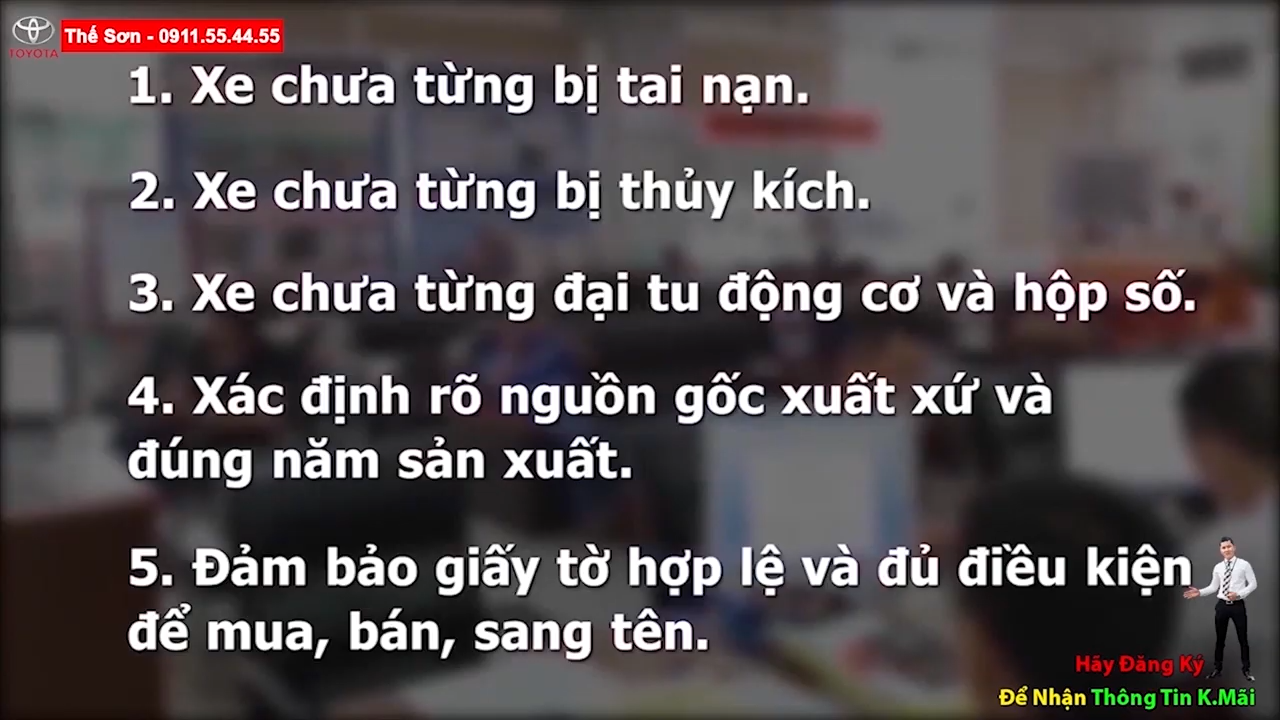 Thế Sơn - 0911.55.44.55
TOYOTA
1. Xe chưa từng bị tai nạn.
2. Xe chưa từng bị thủy kích.
3. Xe chưa từng đại tu động cơ và hộp số.
4. Xác định rõ nguồn gốc xuất xứ và
đúng năm sản xuất.
5. Đảm bảo giấy tờ hợp lệ và đủ điều kiện
để mua, bán, sang tên.
Hãy Đăng Ký
Để Nhận Thông Tin K.Mãi